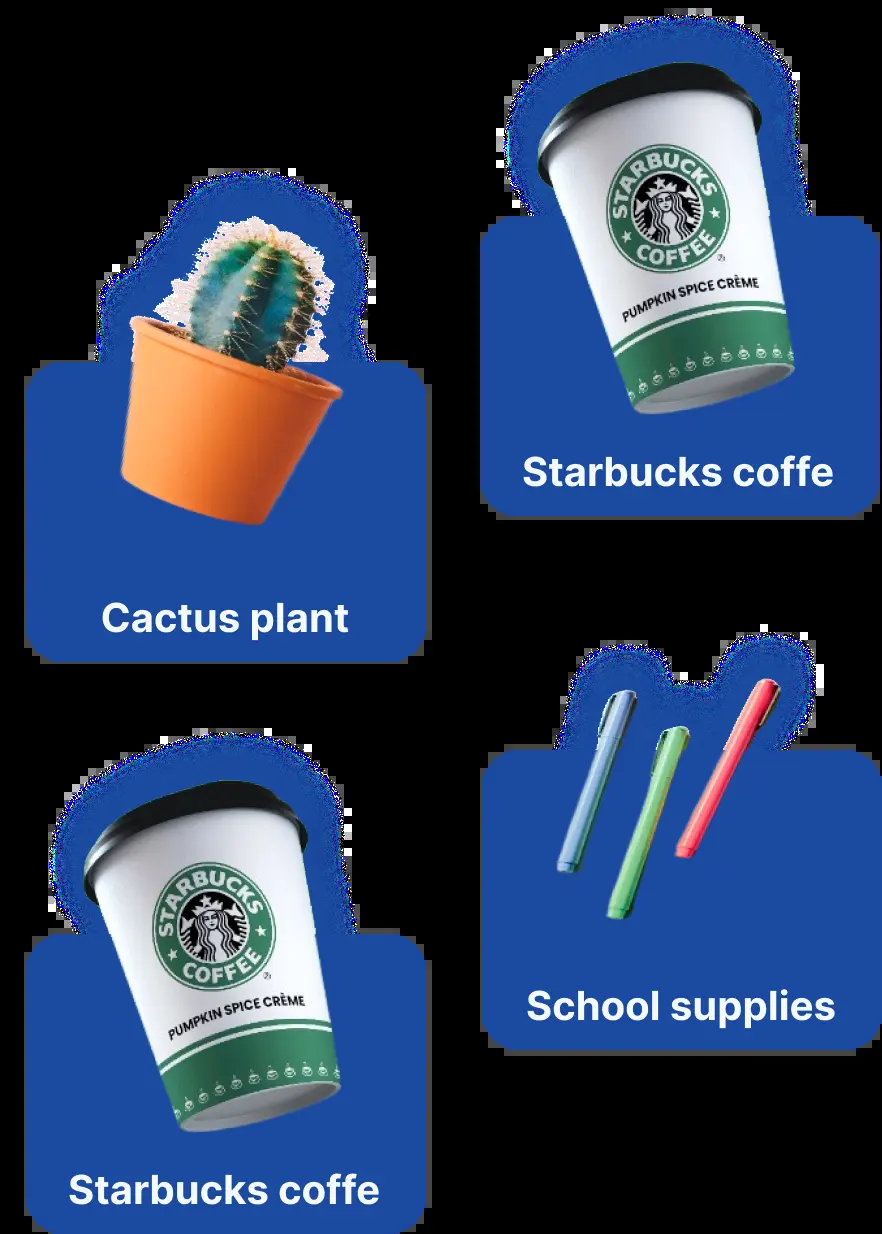 STARBUCKS
COFFEE
PUMPKIN SPICE CRÈME
Starbucks coffe
Cactus plant
STARBUCKS
COFFEE
PUMPKIN SPICE CRÈME
Starbucks coffe
School supplies